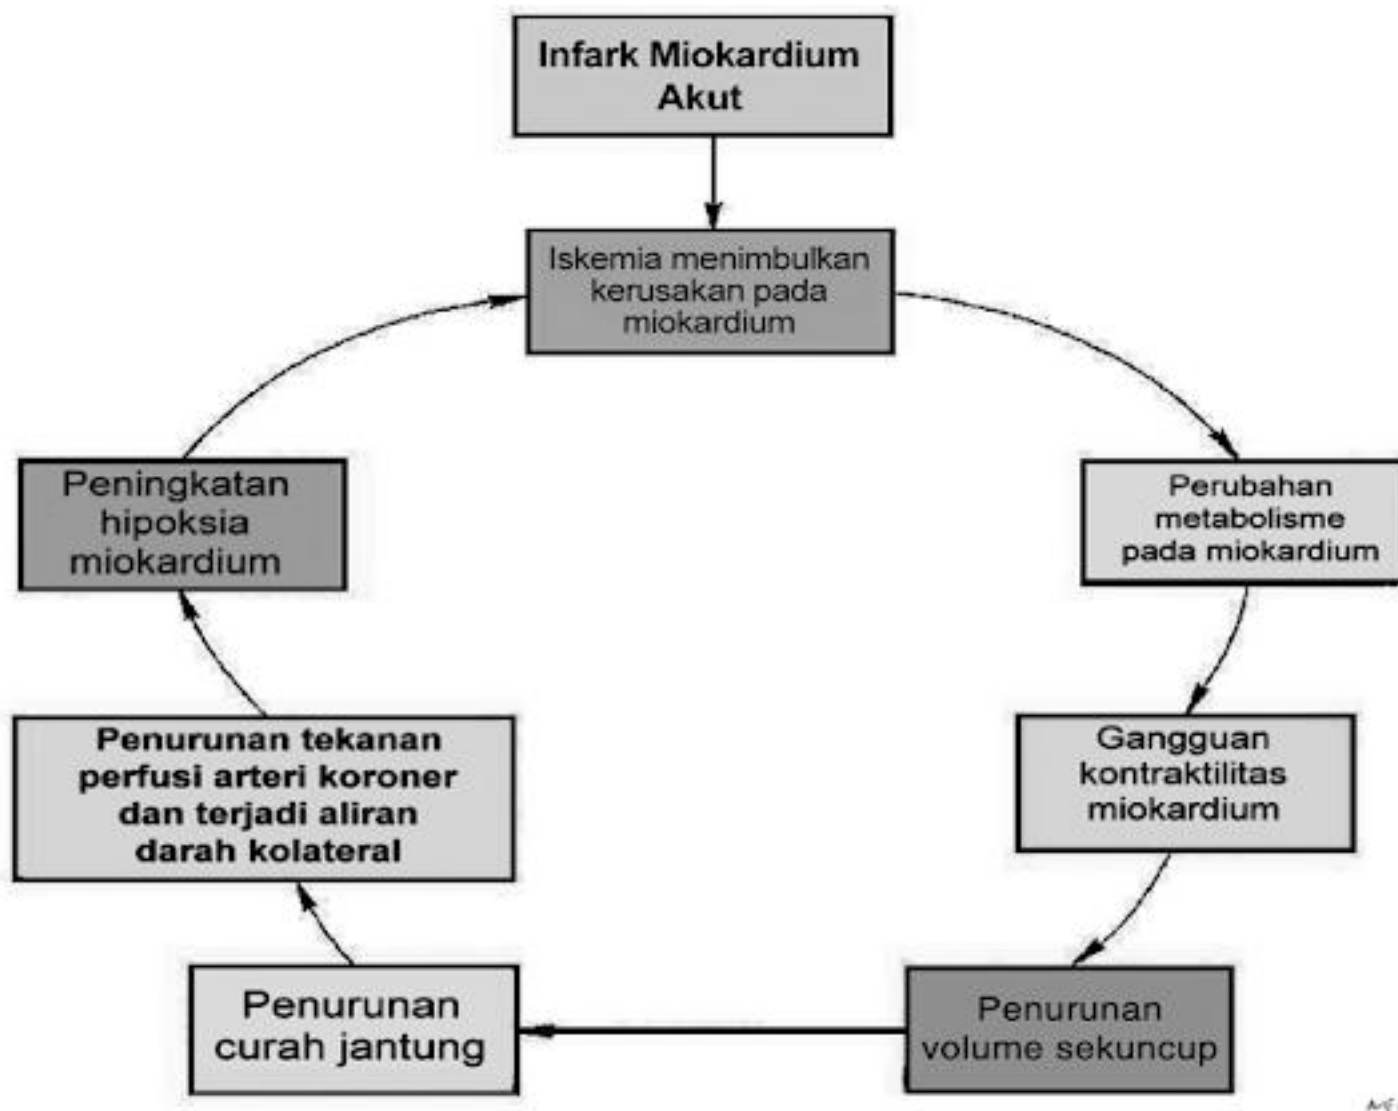 Infark Miokardium
Akut
Iskemia menimbulkan
kerusakan pada
miokardium
Peningkatan
hipoksia
miokardium
Perubahan
metabolisme
pada miokardium
Penurunan tekanan
perfusi arteri koroner
dan terjadi aliran
darah kolateral
Gangguan
kontraktilitas
miokardium
Penurunan
curah jantung
Penurunan
volume sekuncup